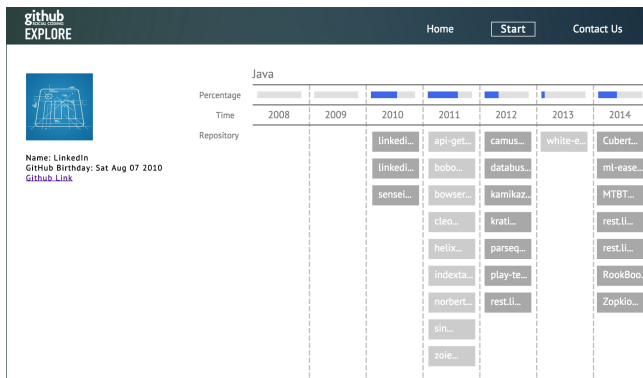 github
SOCIAL CODING
EXPLORE
Home Start Contact Us
Java
Percentage
Time 2008 2009 2010 2011 2012 2013 2014
Repository linkedi... api-get... camus... white-e... Cubert...
linkedi... bobo... databus... ml-ease...
sensei... bowser... kamikaz... MTBT...
cleo... krati... rest.li...
helix... parseq... rest.li...
indexta... play-te... RookBoo...
norbert... rest.li... Zopkio...
sin...
zoie...
Name: LinkedIn
GitHub Birthday: Sat Aug 07 2010
Github Link